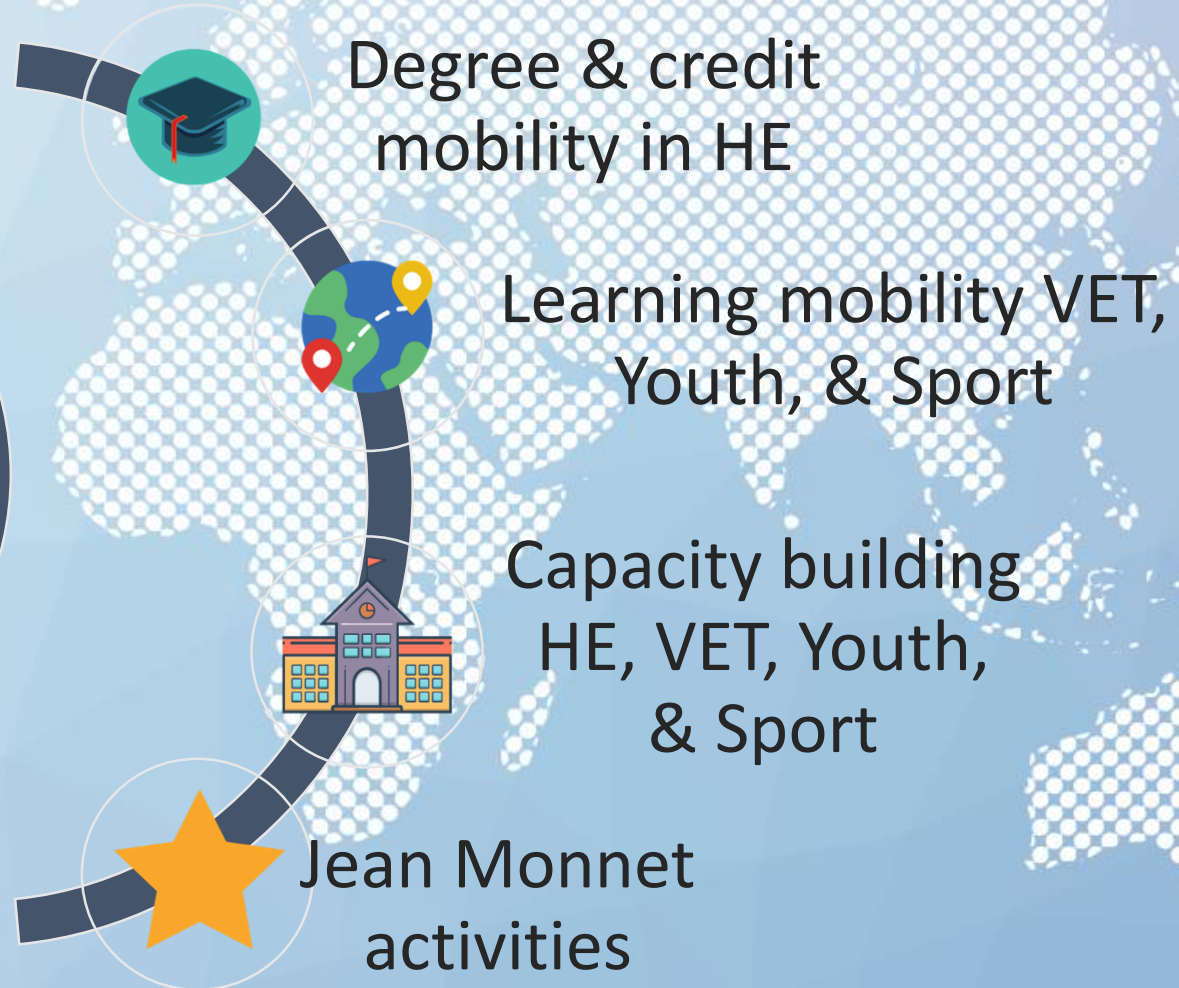 Degree & credit
mobility in HE
Learning mobility VET,
Youth, & Sport
Capacity building
HE, VET, Youth,
& Sport
Jean Monnet
activities